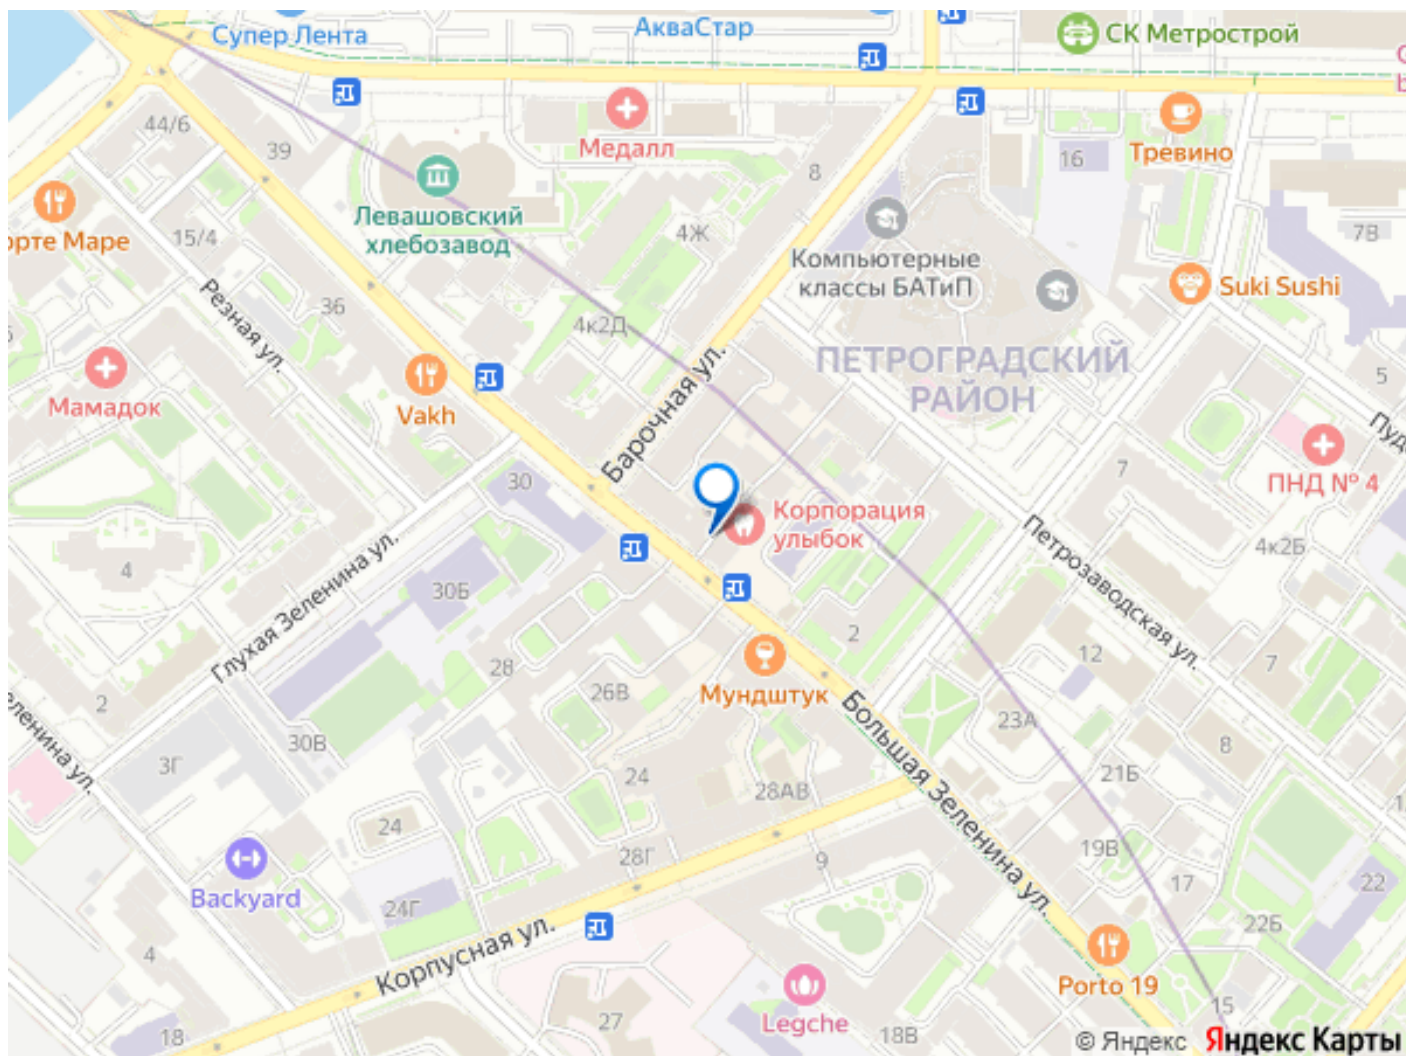 Супер Лента
АкваСтар
СК Метрострой
44/6
39
Медалл
Тревино
16
8
Левашовский
хлебозавод
орте Маре
15/4
4Ж
7В
Компьютерные
классы БАТиП
Suki Sushi
Резная ул.
36
4к2Д
ПЕТРОГРАДСКИЙ
РАЙОН
Мамадок
Vakh
Барочная ул.
5
7
ПНД № 4
30
Корпорация
улыбок
4к2Б
Петрозаводская ул.
4
30Б
Глухая Зеленина ул.
28
2
12
7
26В
Мундштук
2
еленина ул.
30В
3Г
24
28АВ
Большая Зеленина ул.
23А
8
21Б
24
28Г
9
19В
Backyard
24Г
17
22
22Б
Корпусная ул.
4
Porto 19
Legche
27
18
18В
15
© Яндекс Яндекс Карты